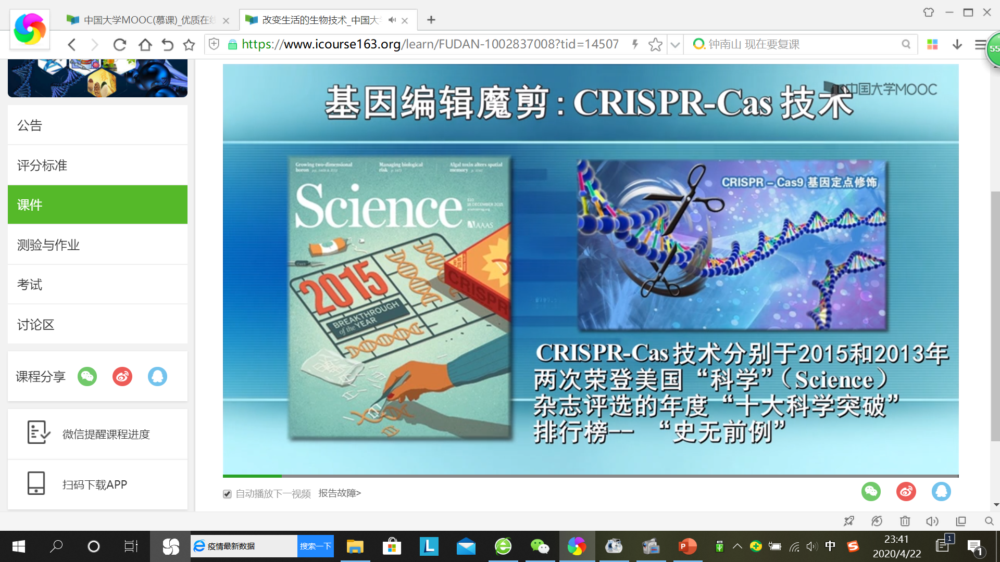 中国大学MOOC(慕课)_优质在线
改变生活的生物技术_中国大学
https://www.icourse163.org/learn/FUDAN-1002837008?tid=14507
钟南山 现在要复课
55
公告
评分标准
课件
测验与作业
考试
讨论区
课程分享
微信提醒课程进度
扫码下载APP
基因编辑魔剪:CRISPR-Cas 技术
中国大学MOOC
Growing two-dimensional
boron
Managing biological
risk
Algal toxin alters spatial
memory
Science
$10
18 DECEMBER 2015
sciencemag.org
AAAS
2015
BREAKTHROUGH
of the YEAR
CRISPR
CRISPR – Cas9 基因定点修饰
CRISPR-Cas 技术分别于2015和2013年
两次荣登美国“科学”(Science)
杂志评选的年度“十大科学突破”
排行榜-- “史无前例”
自动播放下一视频
报告故障>
疫情最新数据
搜索一下
L
P
中
S
23:41
2020/4/22
1
1